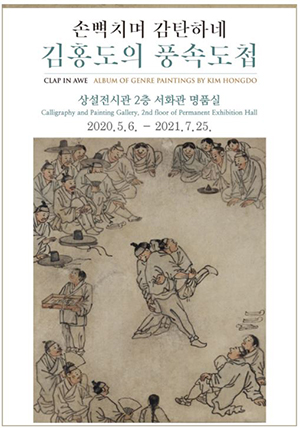 손뼉치며 감탄하네
김홍도의 풍속도첩
CLAP IN AWE ALBUM OF GENRE PAINTINGS BY KIM HONGDO
상설전시관 2층 서화관 명품실
Calligraphy and Painting Gallery, 2nd floor of Permanent Exhibition Hall
2020.5.6. – 2021.7.25.